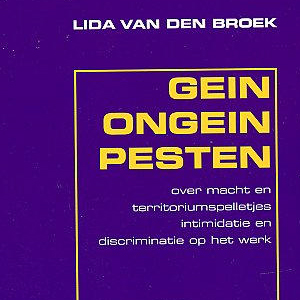 LIDA VAN DEN BROEK
GEIN
ONGEIN
PESTEN
over macht en
territoriumspelletjes
intimidatie en
discriminatie op het werk